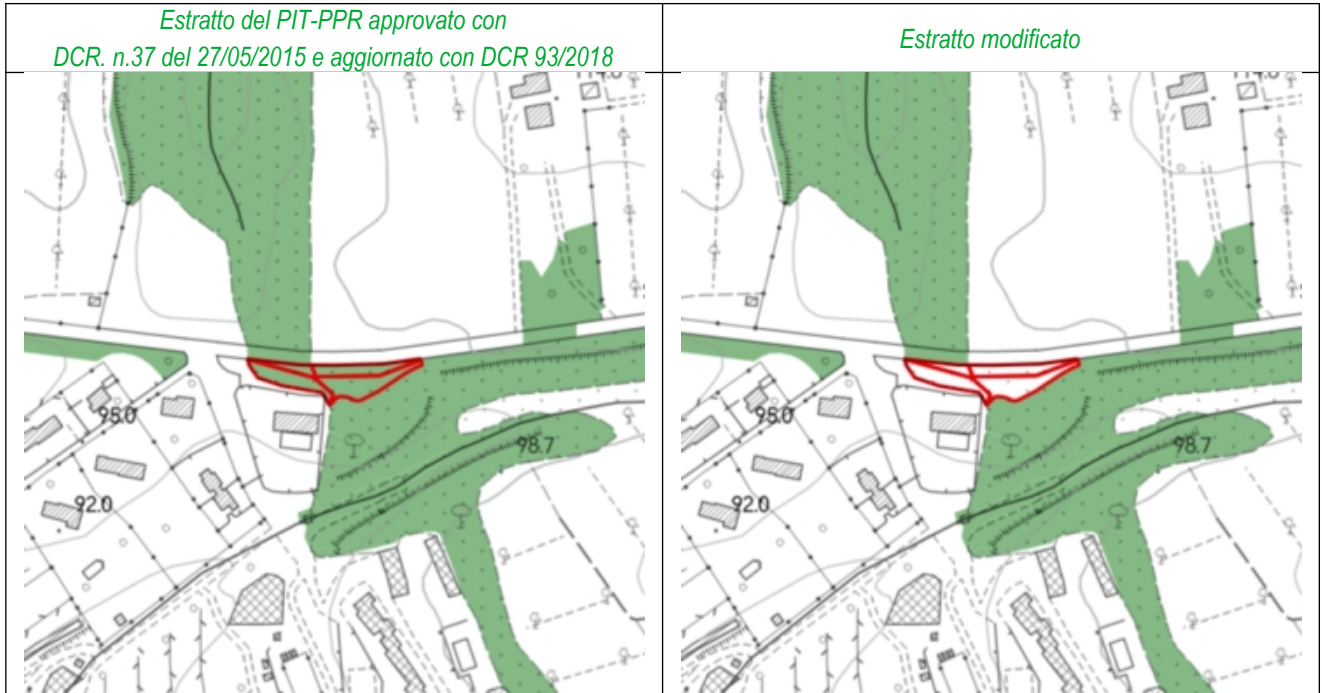 Estratto del PIT-PPR approvato con
DCR. n.37 del 27/05/2015 e aggiornato con DCR 93/2018
Estratto modificato
95.0
98.7
92.0
95.0
98.7
92.0